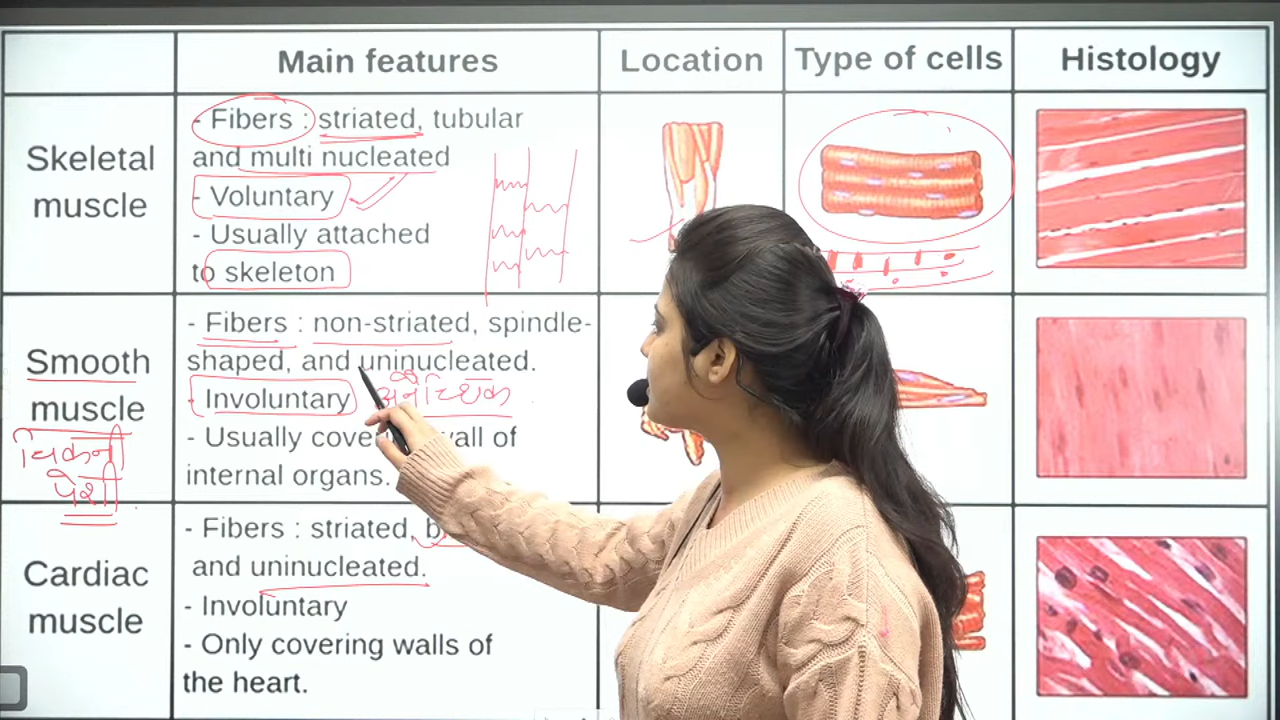 Main features
Location
Type of cells
Histology
Skeletal
muscle
- Fibers : striated, tubular
and multi nucleated
- Voluntary
- Usually attached
to skeleton
Smooth
muscle
चिकनी
पेशी
- Fibers : non-striated, spindle-
shaped, and uninucleated.
- Involuntary
- Usually wall of
internal organs.
Cardiac
muscle
- Fibers : striated,
and uninucleated.
- Involuntary
- Only covering walls of
the heart.